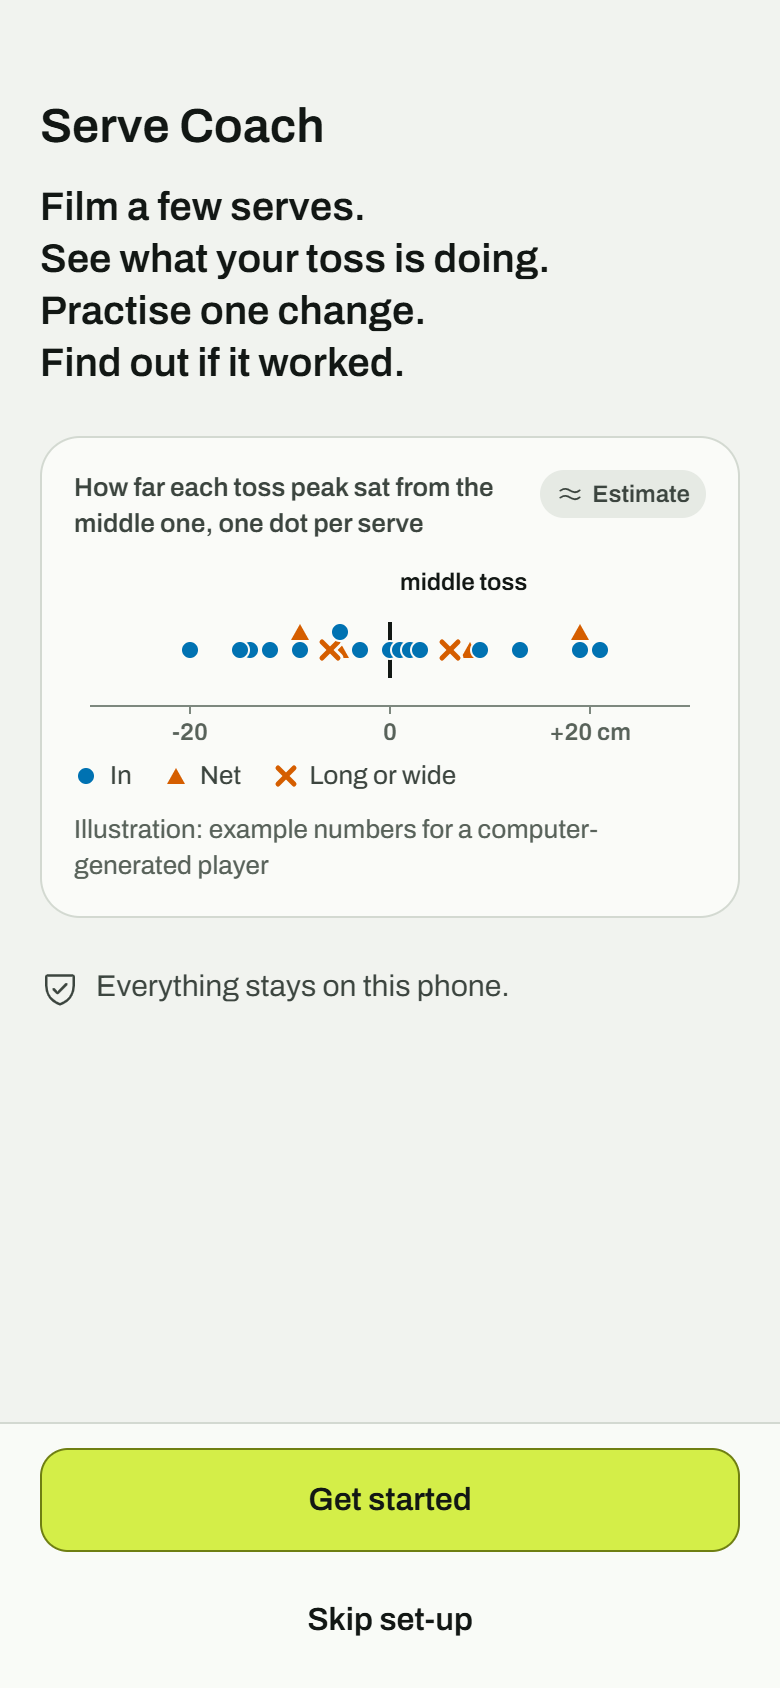 Serve Coach
Film a few serves.
See what your toss is doing.
Practise one change.
Find out if it worked.
How far each toss peak sat from the
middle one, one dot per serve
Estimate
middle toss
-20
0
+20 cm
In
Net
Long or wide
Illustration: example numbers for a computer-
generated player
Everything stays on this phone.
Get started
Skip set-up